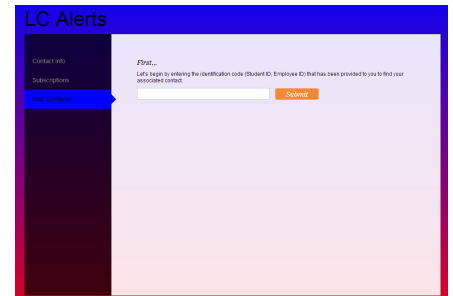 LC Alerts
Contact Info
Subscriptions
First...
Let's begin by entering the identification code (Student ID, Employee ID) that has been provided to you to find your
associated contact.
Submit